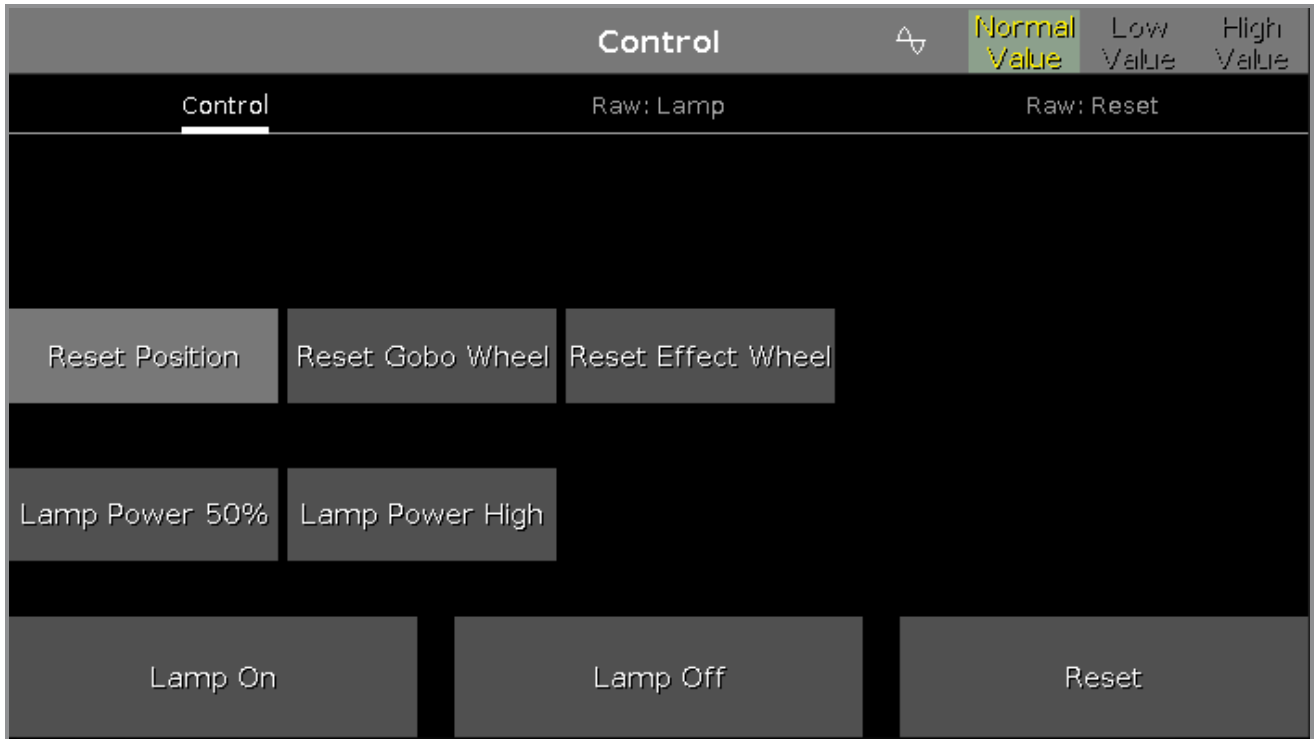 Control
Normal Value
Low Value
High Value
Control
Raw: Lamp
Raw: Reset
Reset Position
Reset Gobo Wheel
Reset Effect Wheel
Lamp Power 50%
Lamp Power High
Lamp On
Lamp Off
Reset